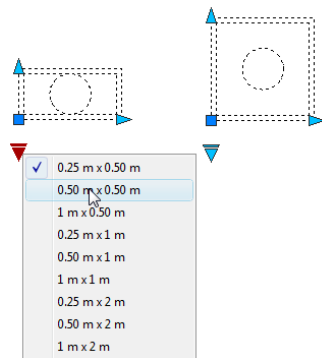 0.25 m x 0.50 m
0.50 m x 0.50 m
1 m x 0.50 m
0.25 m x 1 m
0.50 m x 1 m
1 m x 1 m
0.25 m x 2 m
0.50 m x 2 m
1 m x 2 m